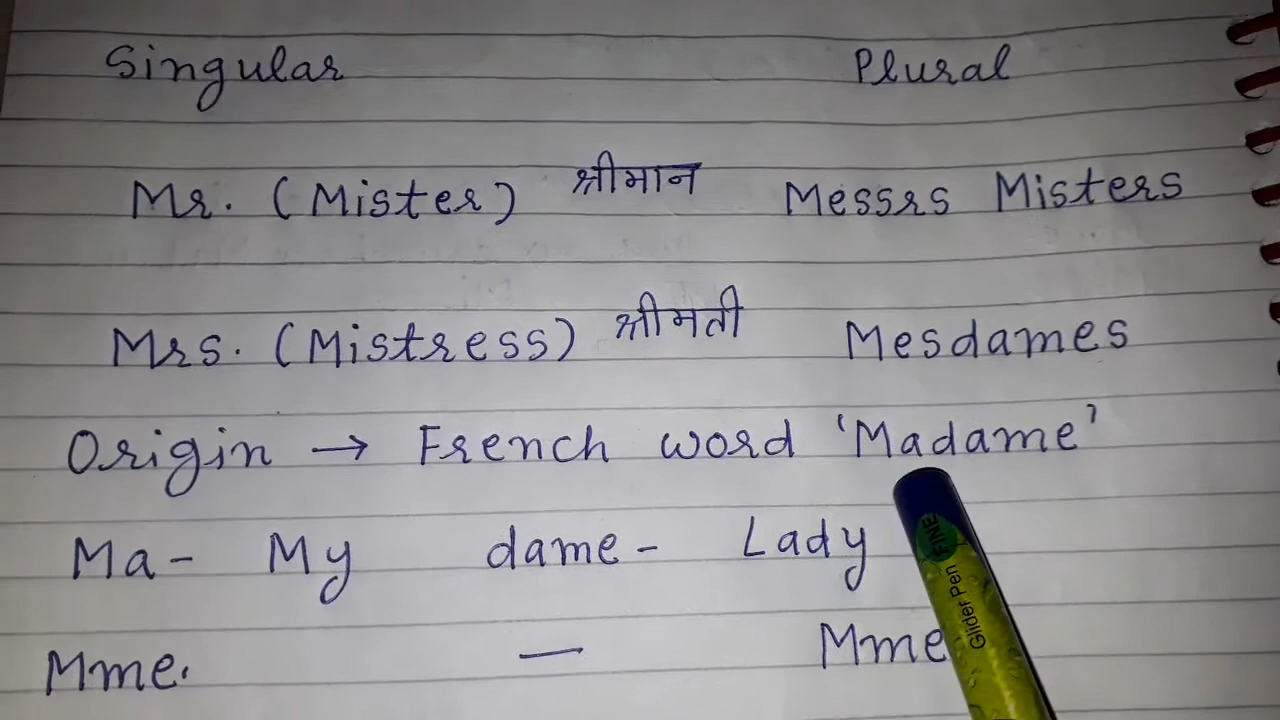 Singular Plural
Mr. (Mister) श्रीमान Messrs Misters
Mrs. (Mistress) श्रीमती Mesdames
Origin → French word 'Madame'
Ma - My dame - Lady
Mme. — Mme
Glider Pen FINE